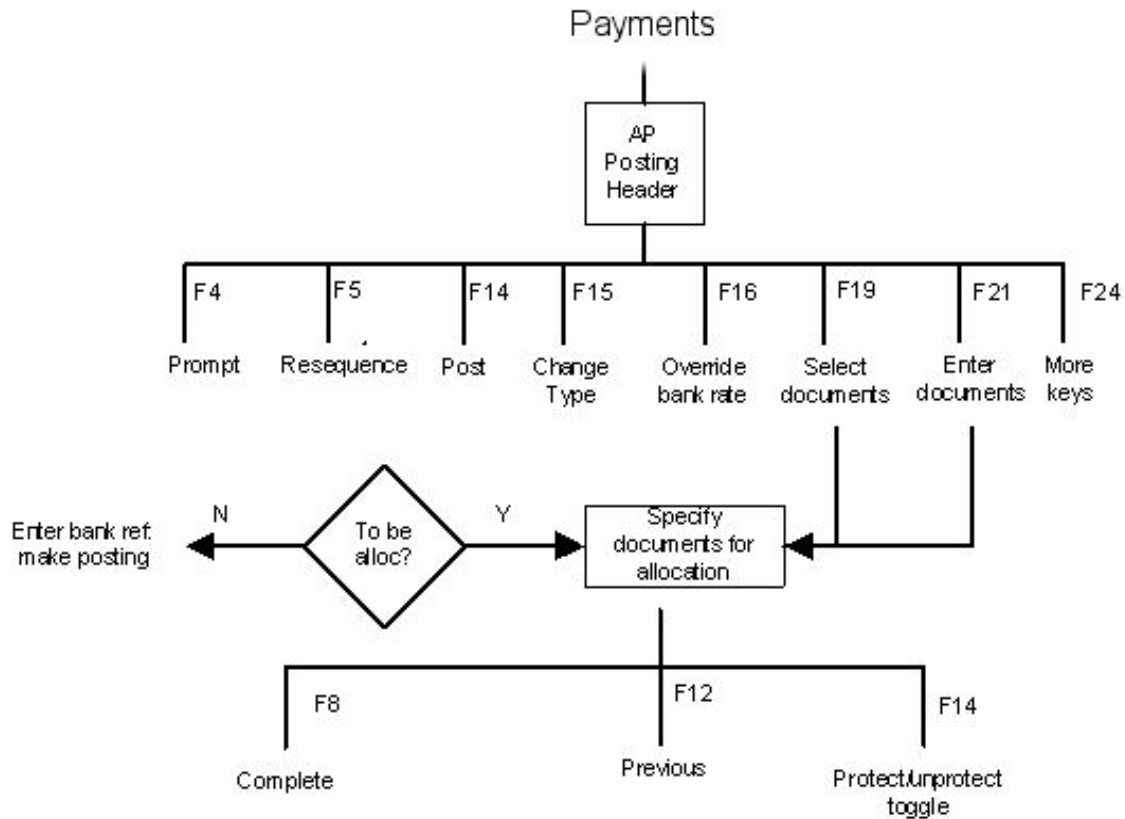 Payments
AP
Posting
Header
F4
F5
F14
F15
F16
F19
F21
F24
Prompt
Resequence
Post
Change
Type
Override
bank rate
Select
documents
Enter
documents
More
keys
N
Enter bank ref.
make posting
To be
alloc?
Y
Specify
documents for
allocation
F8
F12
F14
Complete
Previous
Protect/unprotect
toggle